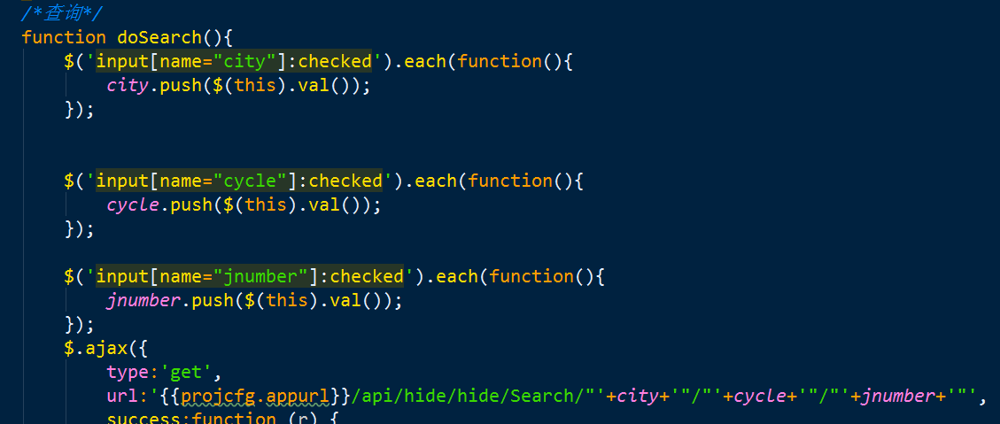 /*查询*/
function doSearch(){
$('input[name="city"]:checked').each(function(){
city.push($(this).val());
});
$('input[name="cycle"]:checked').each(function(){
cycle.push($(this).val());
});
$('input[name="jnumber"]:checked').each(function(){
jnumber.push($(this).val());
});
$.ajax({
type:'get',
url:'{{projcfg.appurl}}/api/hide/hide/Search/"'+city+'"/"'+cycle+'"/"'+jnumber+'"',
success:function (r) {